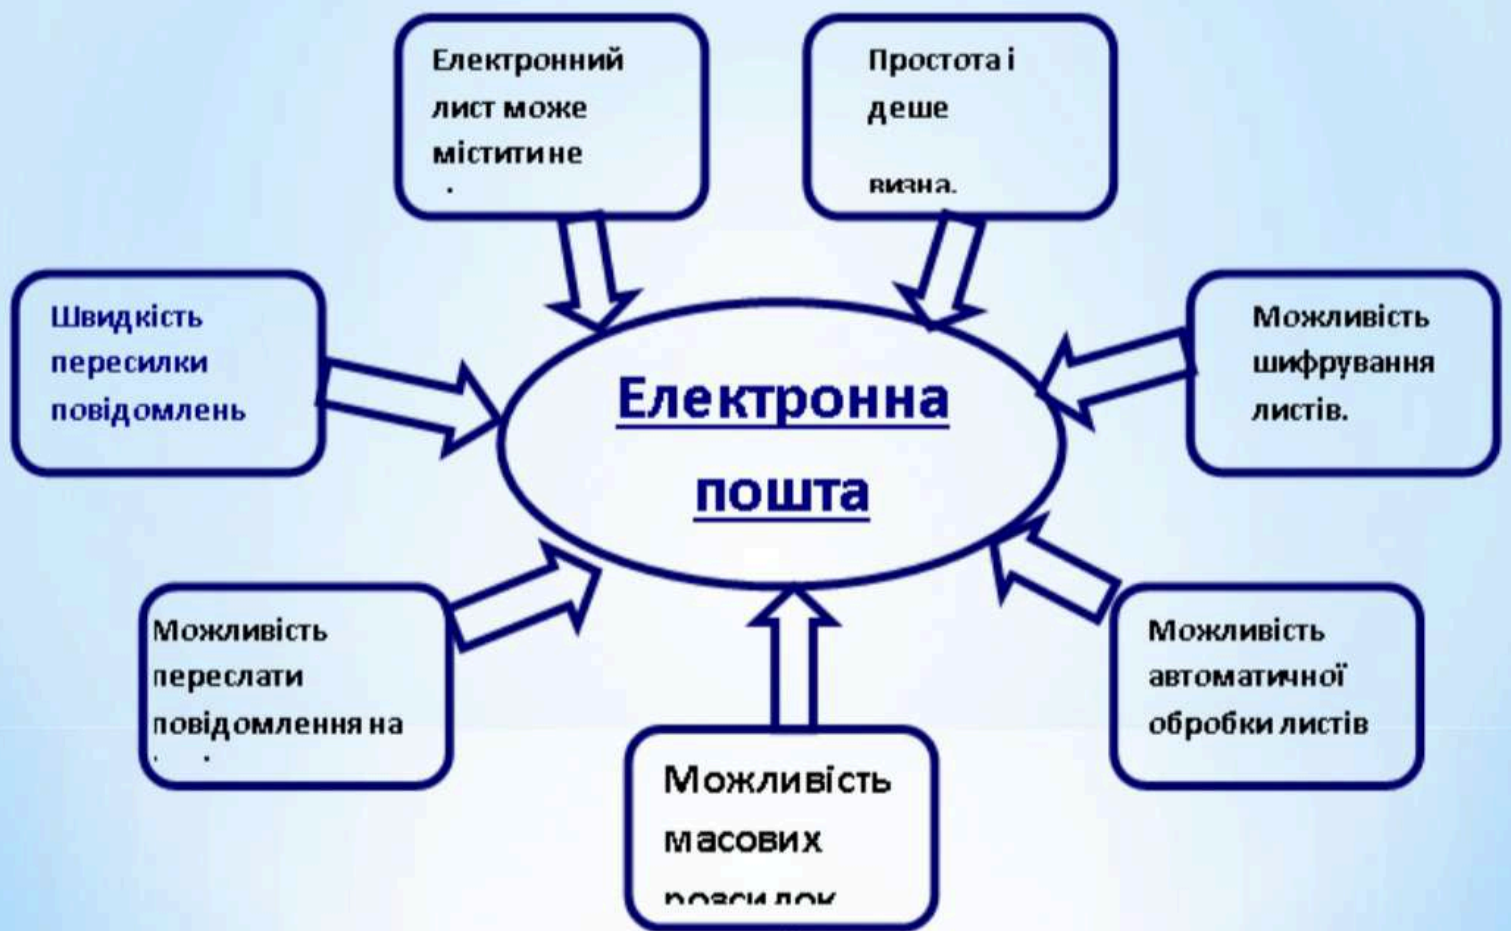 Електронний
лист може
містити не
Простота і
деше
визна.
Швидкість
пересилки
повідомлень
Можливість
шифрування
листів.
Електронна
пошта
Можливість
переслати
повідомлення на
Можливість
автоматичної
обробки листів
Можливість
масових
розсилок